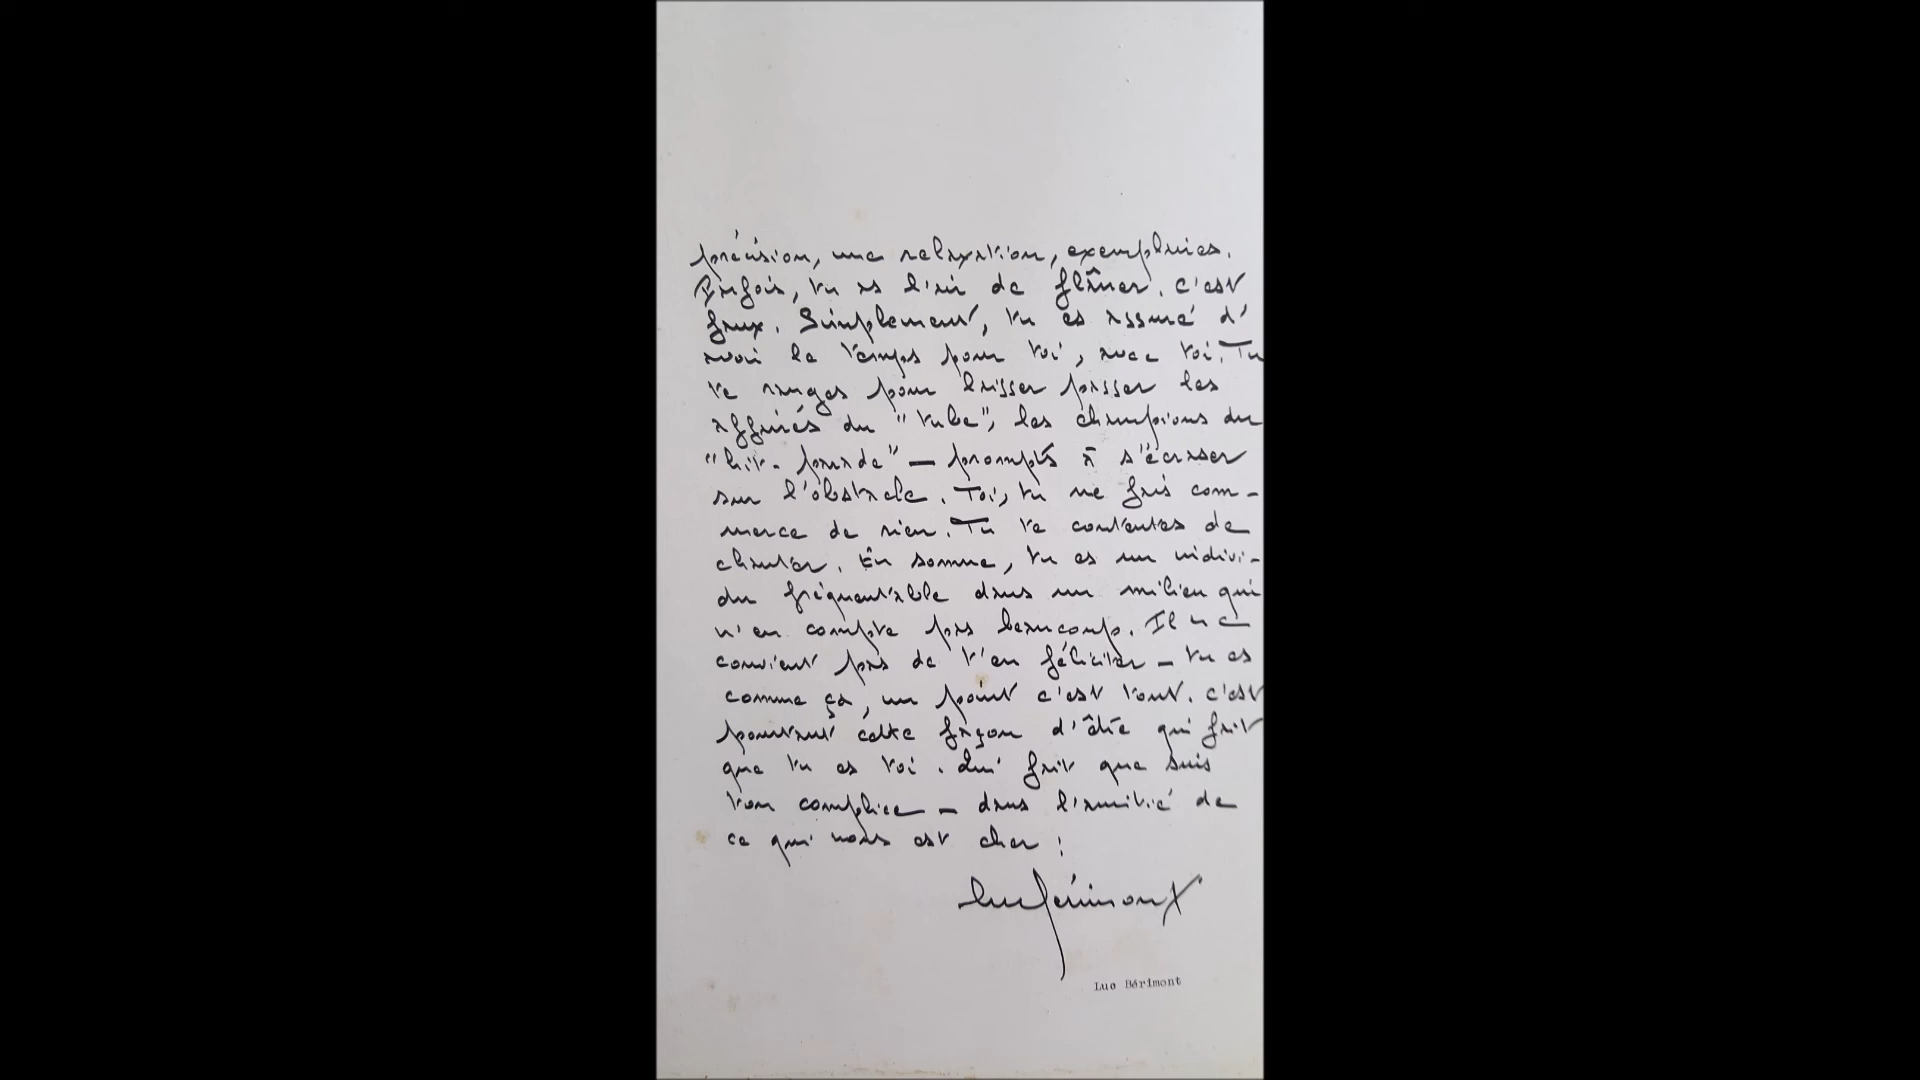 précision, une relaxation, exemplaires.
Parfois, tu as l'air de flâner. C'est
faux. Simplement, tu es assuré d'
avoir le temps pour toi, avec toi. Tu
te ranges pour laisser passer les
affairés du "tube", les champions du
"hit-parade" — prompts à s'écraser
sur l'obstacle. Toi, tu ne fais com-
merce de rien. Tu te contentes de
chanter. En somme, tu es un indivi-
du fréquentable dans un milieu qui
n'en compte pas beaucoup. Il ne
convient pas de t'en féliciter — tu es
comme ça, un point c'est tout. C'est
pourtant cette façon d'être qui fait
que tu es toi. Qui fait que suis
ton complice — dans l'amitié de
ce qui nous est cher !
Luc Bérimont
Luc Bérimont